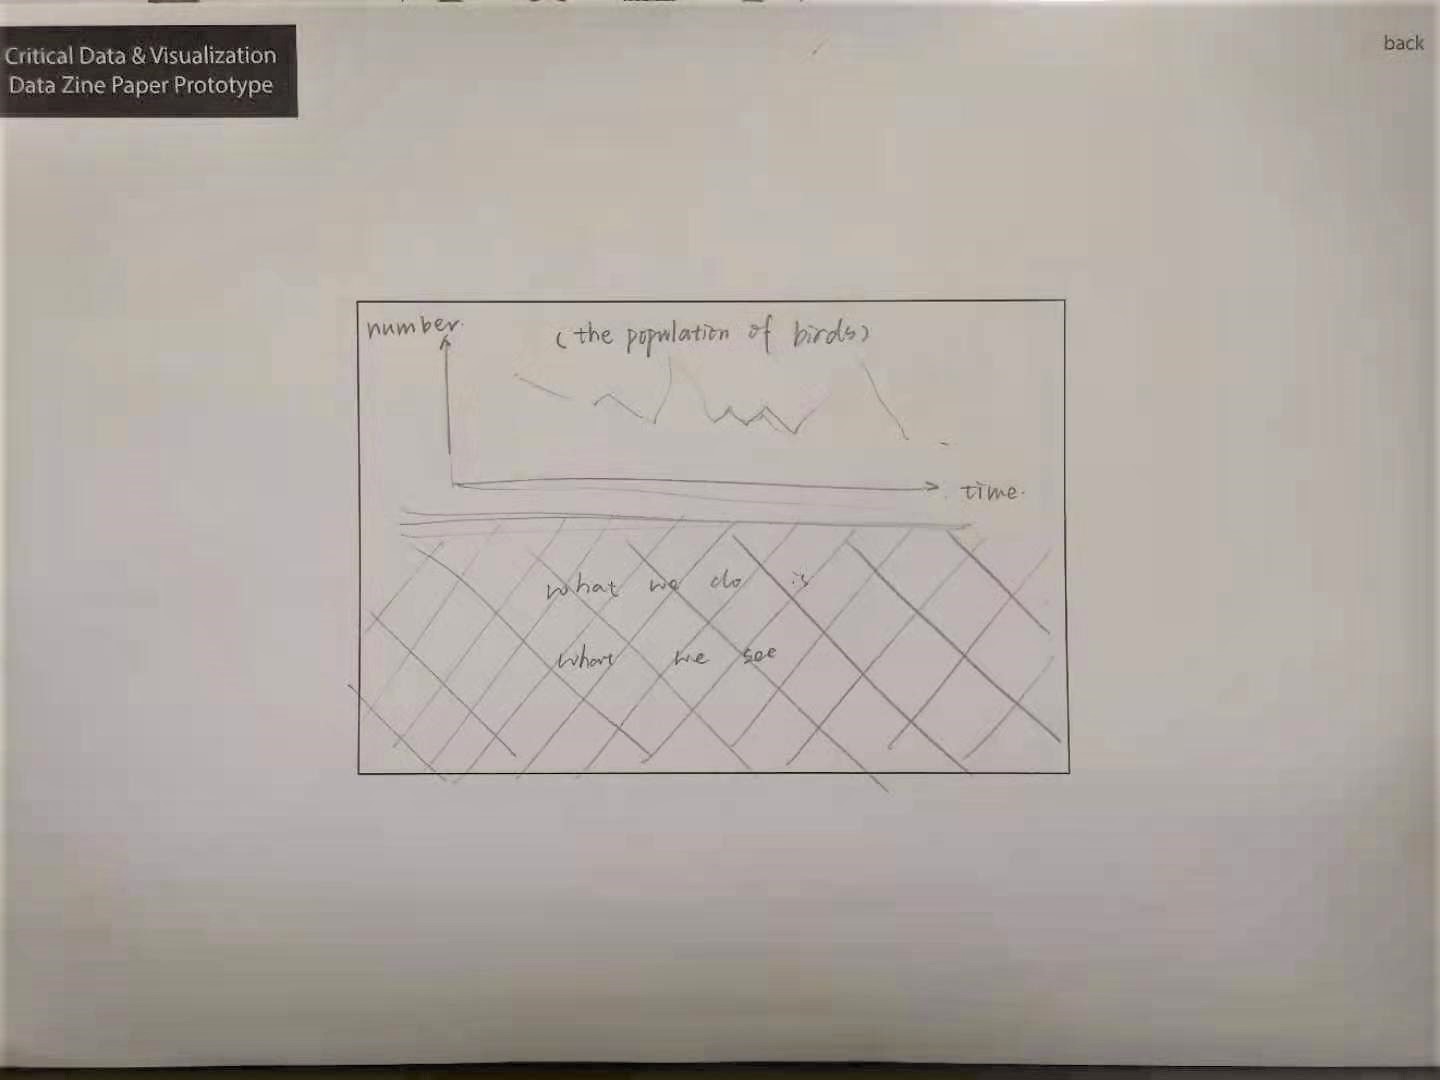 Critical Data & Visualization
Data Zine Paper Prototype
back
number.
(the population of birds)
time.
what we do is
what we see